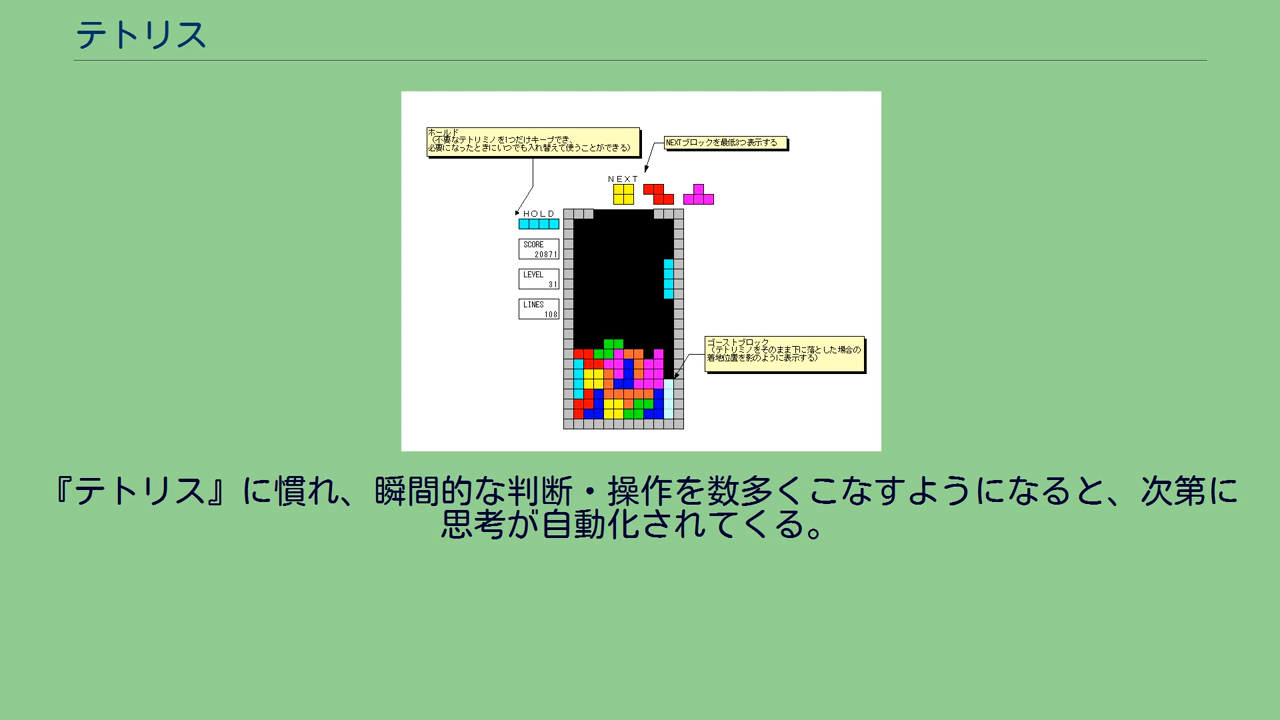 テトリス
ホールド
(不要なテトリミノを1つだけキープでき、
必要になったときにいつでも入れ替えて使うことができる)
NEXTブロックを最低3つ表示する
NEXT
HOLD
SCORE
20871
LEVEL
31
LINES
108
ゴーストブロック
(テトリミノをそのまま下に落とした場合の
着地位置を影のように表示する)
『テトリス』に慣れ、瞬間的な判断・操作を数多くこなすようになると、次第に
思考が自動化されてくる。